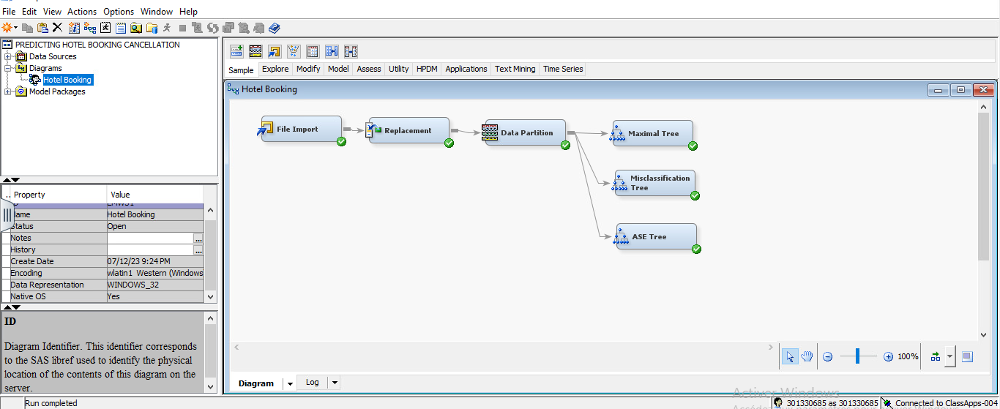 File Edit View Actions Options Window Help
PREDICTING HOTEL BOOKING CANCELLATION
Data Sources
Diagrams
Hotel Booking
Model Packages
.. Property Value
Name Hotel Booking
Status Open
Notes ...
History ...
Create Date 07/12/23 9:24 PM
Encoding wlatin1 Western (Windows
Data Representation WINDOWS_32
Native OS Yes
ID
Diagram Identifier. This identifier corresponds
to the SAS libref used to identify the physical
location of the contents of this diagram on the
server.
Sample Explore Modify Model Assess Utility HPDM Applications Text Mining Time Series
Hotel Booking
File Import
Replacement
Data Partition
Maximal Tree
Misclassification
Tree
ASE Tree
100%
Diagram Log
Activer Windows
Run completed
301330685 as 301330685 Connected to ClassApps-004